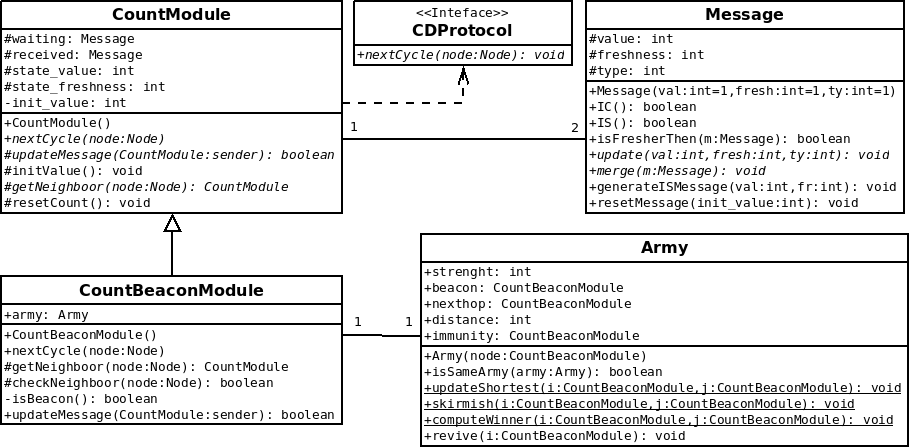 CountModule
#waiting: Message
#received: Message
#state_value: int
#state_freshness: int
-init_value: int
+CountModule()
+nextCycle(node:Node)
#updateMessage(CountModule:sender): boolean
#initValue(): void
#getNeighboor(node:Node): CountModule
#resetCount(): void
<<Inteface>>
CDProtocol
+nextCycle(node:Node): void
1
2
Message
#value: int
#freshness: int
#type: int
+Message(val:int=1,fresh:int=1,ty:int=1)
+IC(): boolean
+IS(): boolean
+isFresherThen(m:Message): boolean
+update(val:int,fresh:int,ty:int): void
+merge(m:Message): void
+generateISMessage(val:int,fr:int): void
+resetMessage(init_value:int): void
CountBeaconModule
+army: Army
+CountBeaconModule()
+nextCycle(node:Node)
#getNeighboor(node:Node): CountModule
#checkNeighboor(node:Node): boolean
-isBeacon(): boolean
+updateMessage(CountModule:sender): boolean
1
1
Army
+strenght: int
+beacon: CountBeaconModule
+nexthop: CountBeaconModule
+distance: int
+immunity: CountBeaconModule
+Army(node:CountBeaconModule)
+isSameArmy(army:Army): boolean
+updateShortest(i:CountBeaconModule,j:CountBeaconModule): void
+skirmish(i:CountBeaconModule,j:CountBeaconModule): void
+computeWinner(i:CountBeaconModule,j:CountBeaconModule): void
+revive(i:CountBeaconModule): void